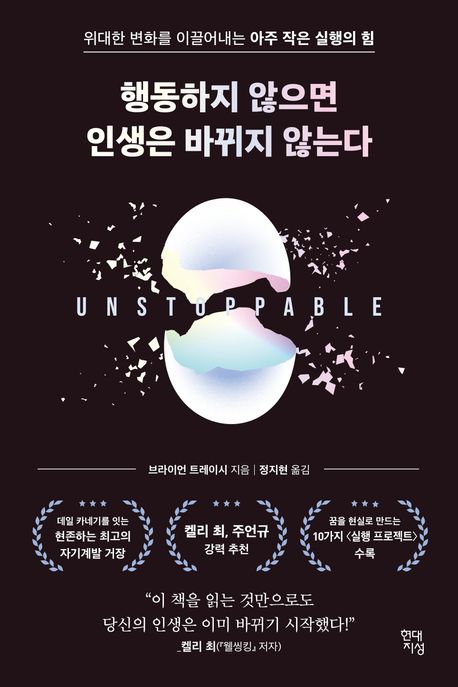 위대한 변화를 이끌어내는 아주 작은 실행의 힘
행동하지 않으면
인생은 바뀌지 않는다
UNSTOPPABLE
브라이언 트레이시 지음 | 정지현 옮김
데일 카네기를 잇는
현존하는 최고의
자기계발 거장
켈리 최, 주언규
강력 추천
꿈을 현실로 만드는
10가지 〈실행 프로젝트〉
수록
“이 책을 읽는 것만으로도
당신의 인생은 이미 바뀌기 시작했다!”
_켈리 최(『웰씽킹』 저자)
현대
지성